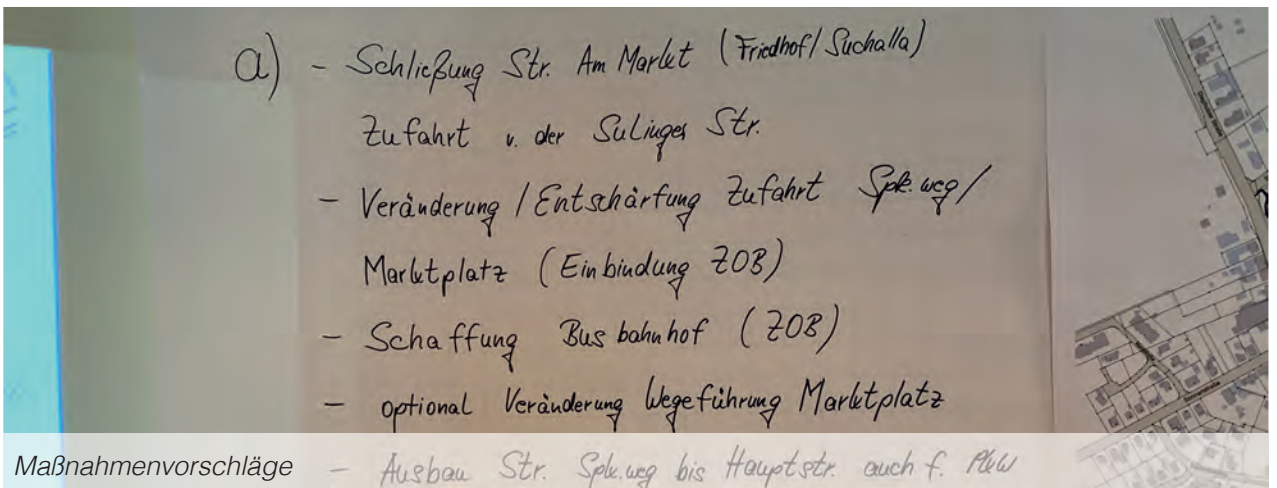 a) - Schließung Str. Am Markt (Friedhof/Suchalla)
Zufahrt v. der Sulinger Str.
- Veränderung / Entschärfung Zufahrt Spk.weg/
Marktplatz (Einbindung ZOB)
- Schaffung Busbahnhof (ZOB)
- optional Veränderung Wegeführung Marktplatz
- Ausbau Str. Spk.weg bis Hauptstr. auch f. PKW
Maßnahmenvorschläge